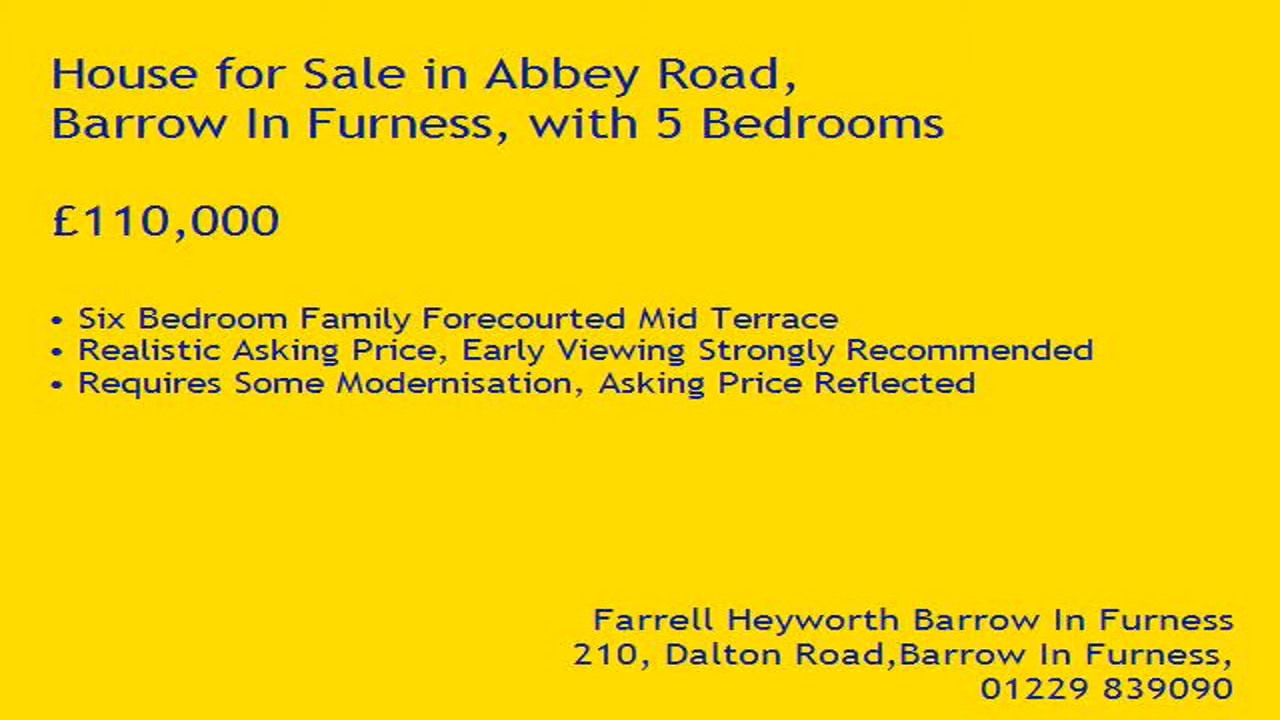 House for Sale in Abbey Road,
Barrow In Furness, with 5 Bedrooms
£110,000
• Six Bedroom Family Forecourted Mid Terrace
• Realistic Asking Price, Early Viewing Strongly Recommended
• Requires Some Modernisation, Asking Price Reflected
Farrell Heyworth Barrow In Furness
210, Dalton Road,Barrow In Furness,
01229 839090